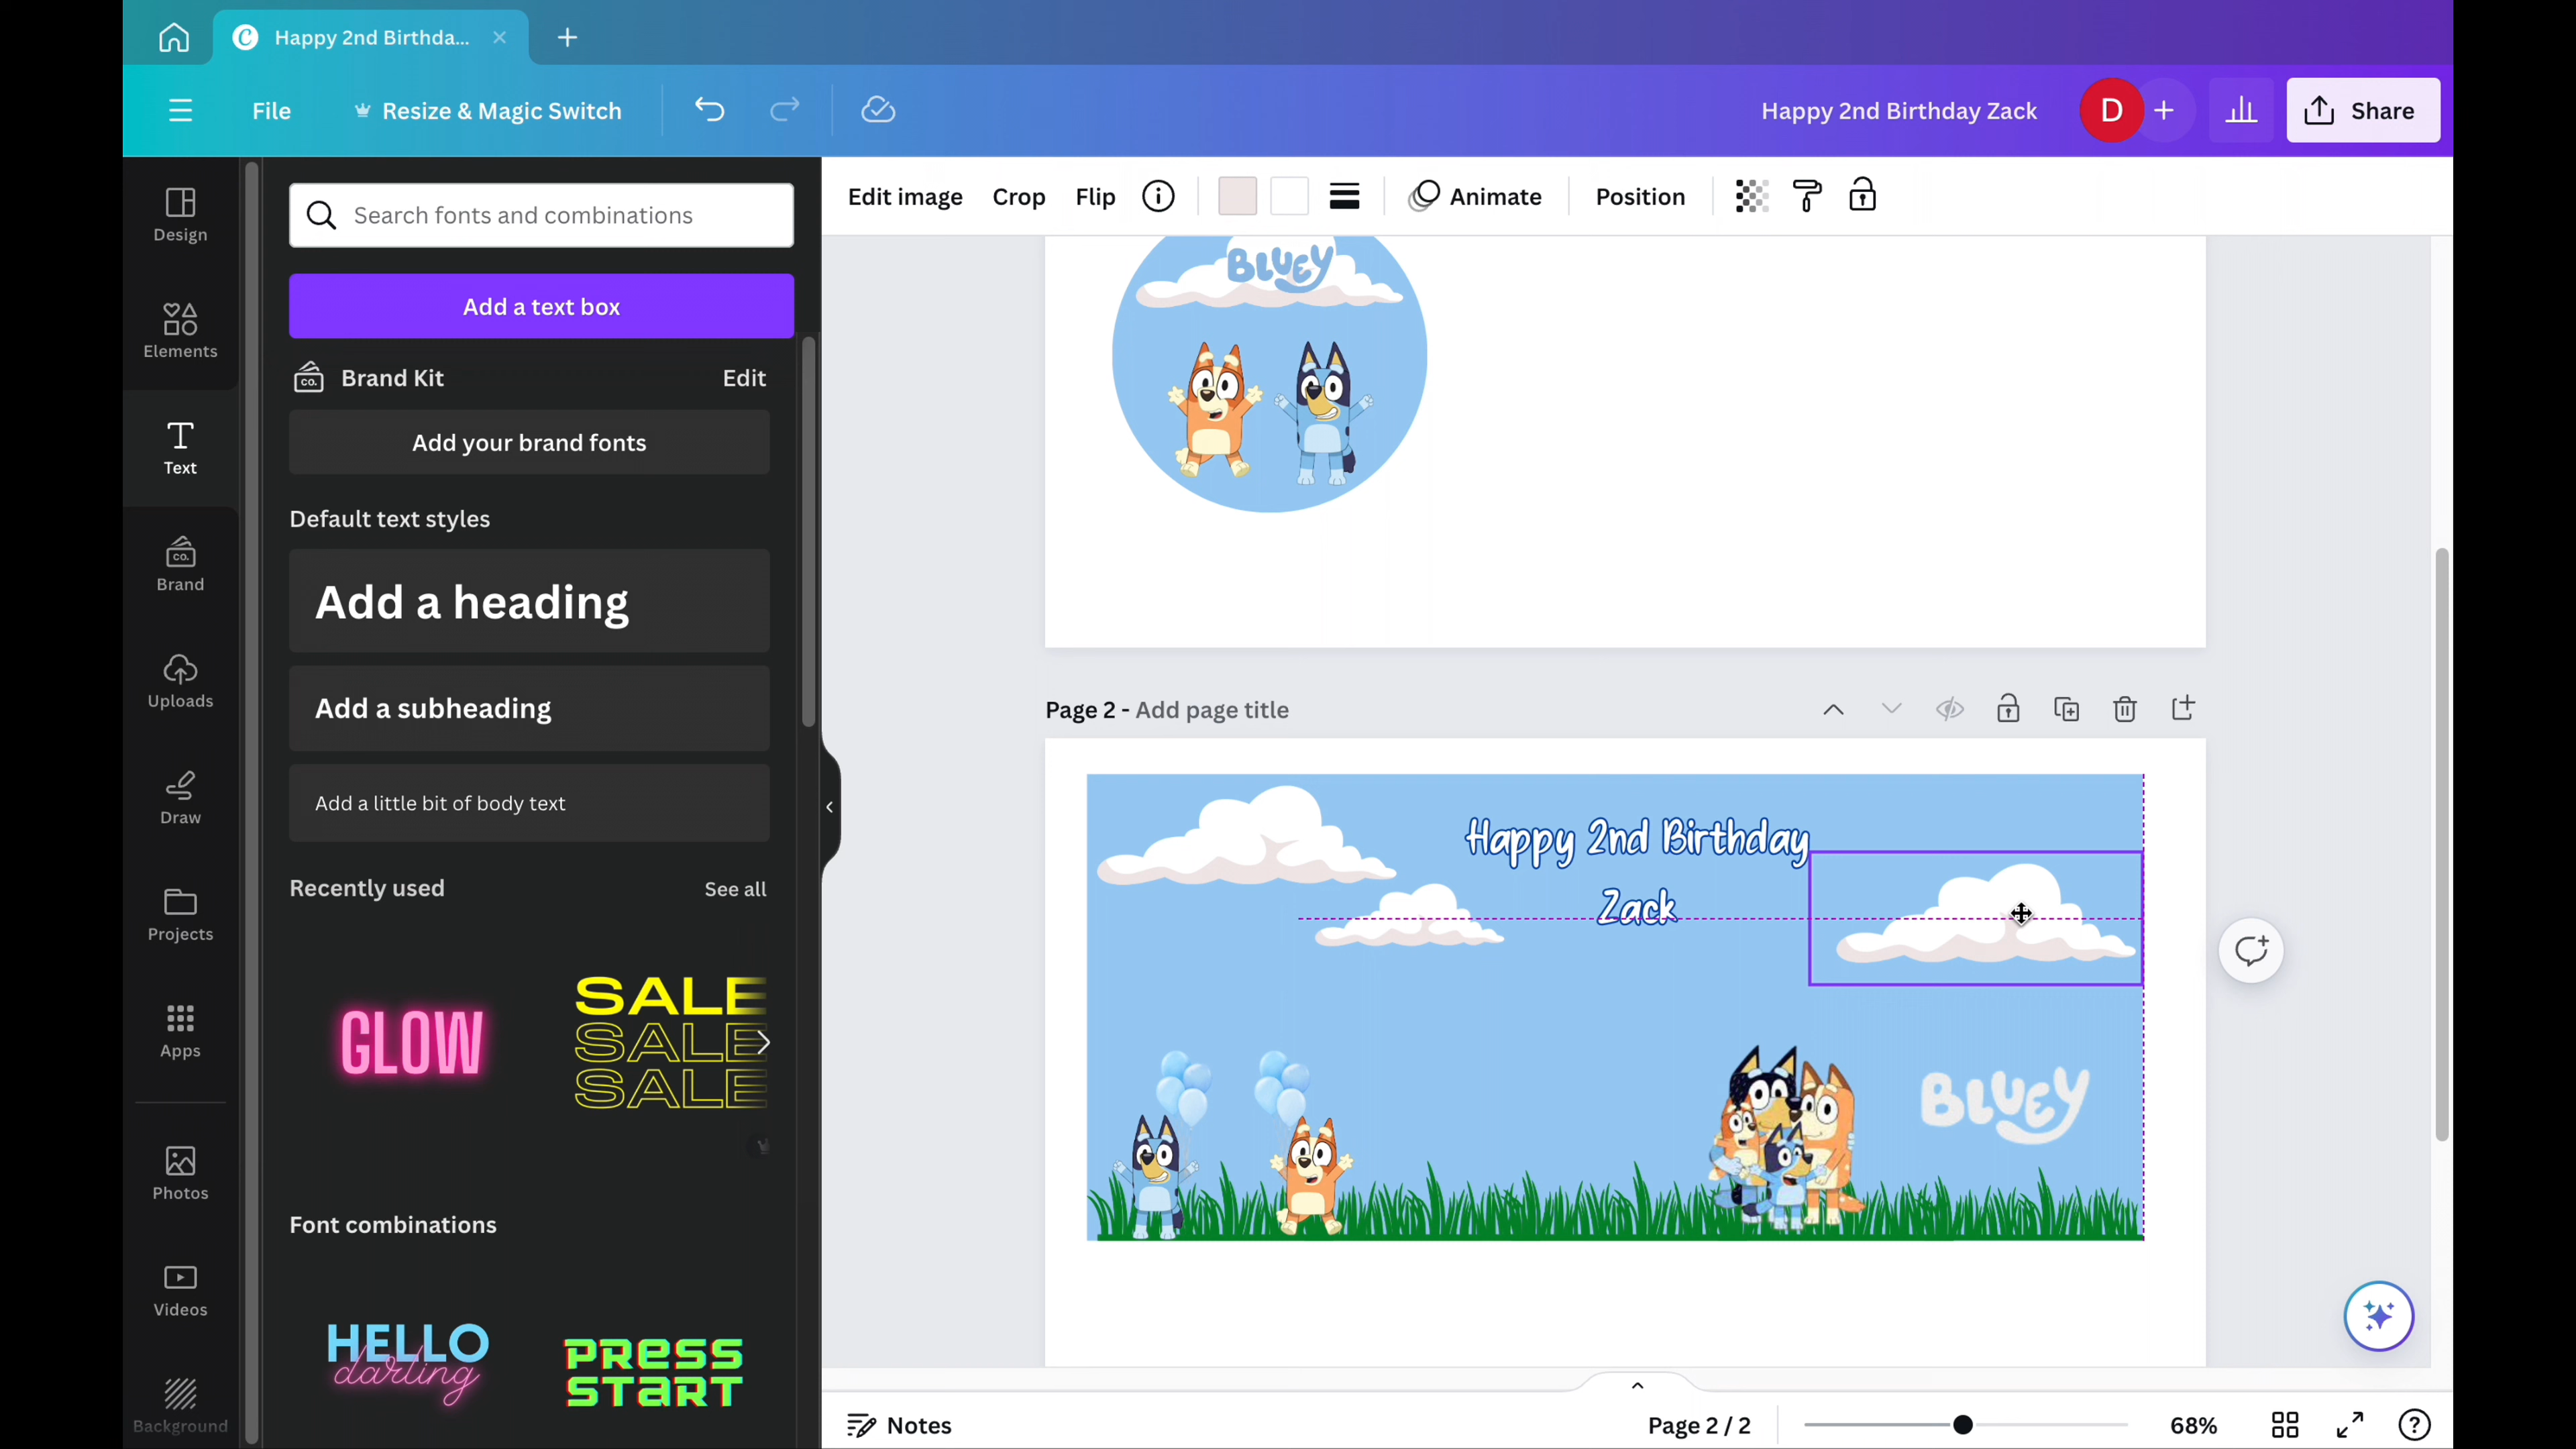 Happy 2nd Birthda...
File
Resize & Magic Switch
Happy 2nd Birthday Zack
D
Share
Design
Elements
Text
Brand
Uploads
Draw
Projects
Apps
Photos
Videos
Background
Search fonts and combinations
Add a text box
CO.
Brand Kit
Edit
Add your brand fonts
Default text styles
Add a heading
Add a subheading
Add a little bit of body text
Recently used
See all
GLOW
SALE
SALE
SALE
Font combinations
HELLO
darling
PRESS
START
Edit image
Crop
Flip
Animate
Position
BLUEY
Page 2 - Add page title
Happy 2nd Birthday
Zack
BLUEY
Notes
Page 2 / 2
68%